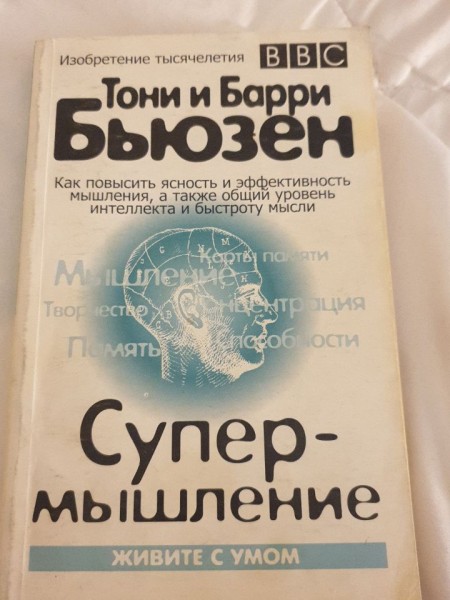 Изобретение тысячелетия BBC
Тони и Барри
Бьюзен
Как повысить ясность и эффективность
мышления, а также общий уровень
интеллекта и быстроту мысли
Карты памяти
Мышление
Творчество Концентрация
Память Способности
Супер-
мышление
ЖИВИТЕ С УМОМ